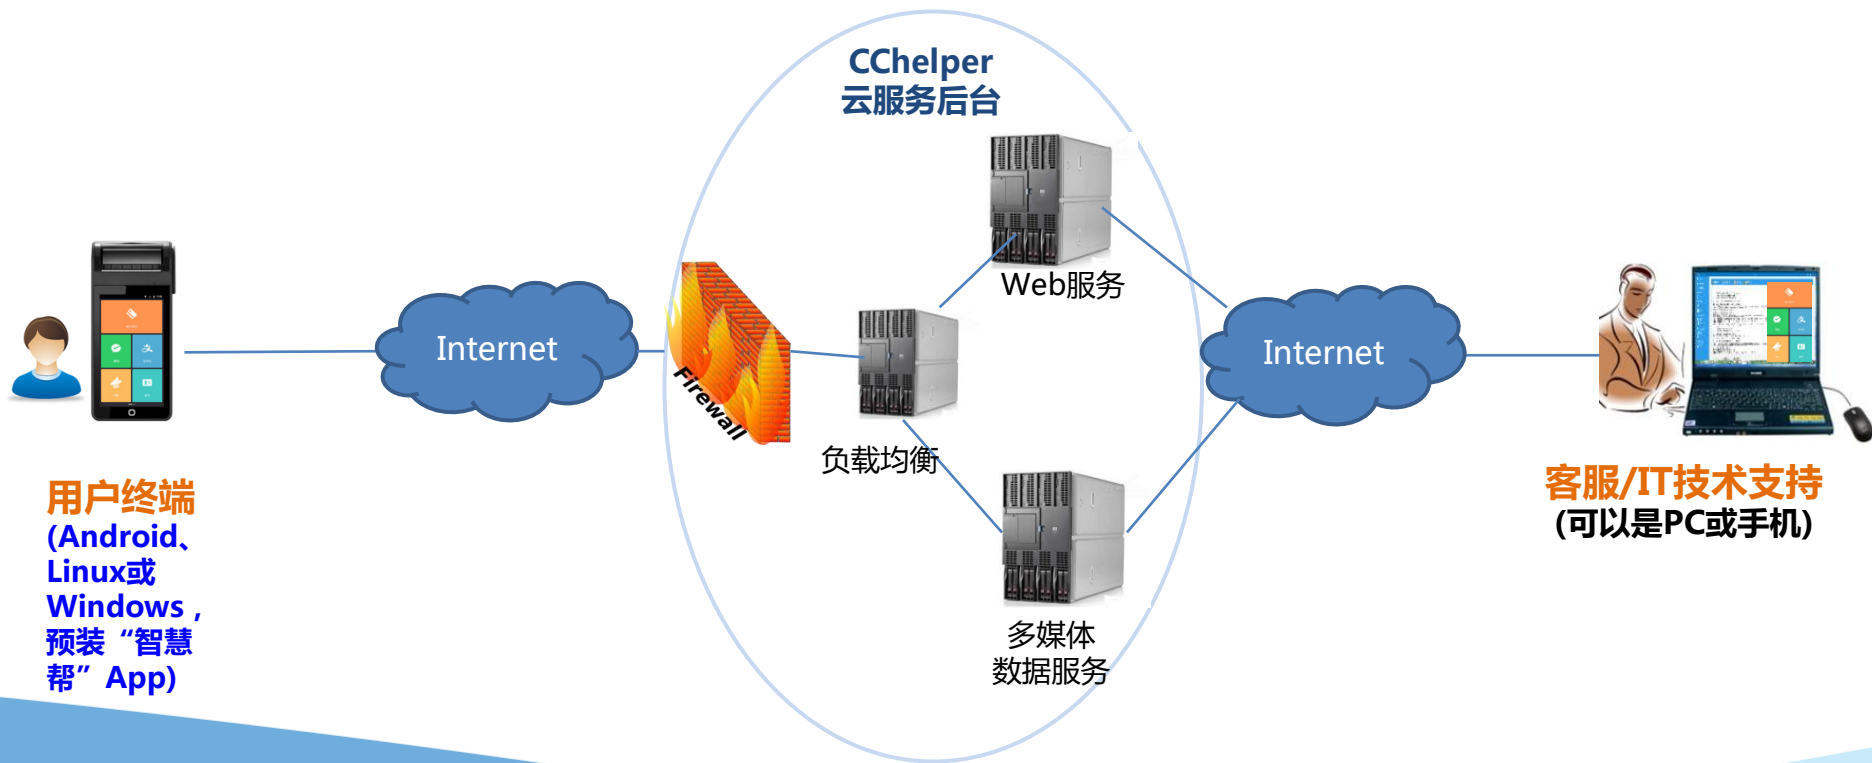 CChelper
云服务后台
Web服务
Internet
Firewall
Internet
负载均衡
用户终端
(Android、
Linux或
Windows ,
预装“智慧
帮”App)
客服/IT技术支持
(可以是PC或手机)
多媒体
数据服务